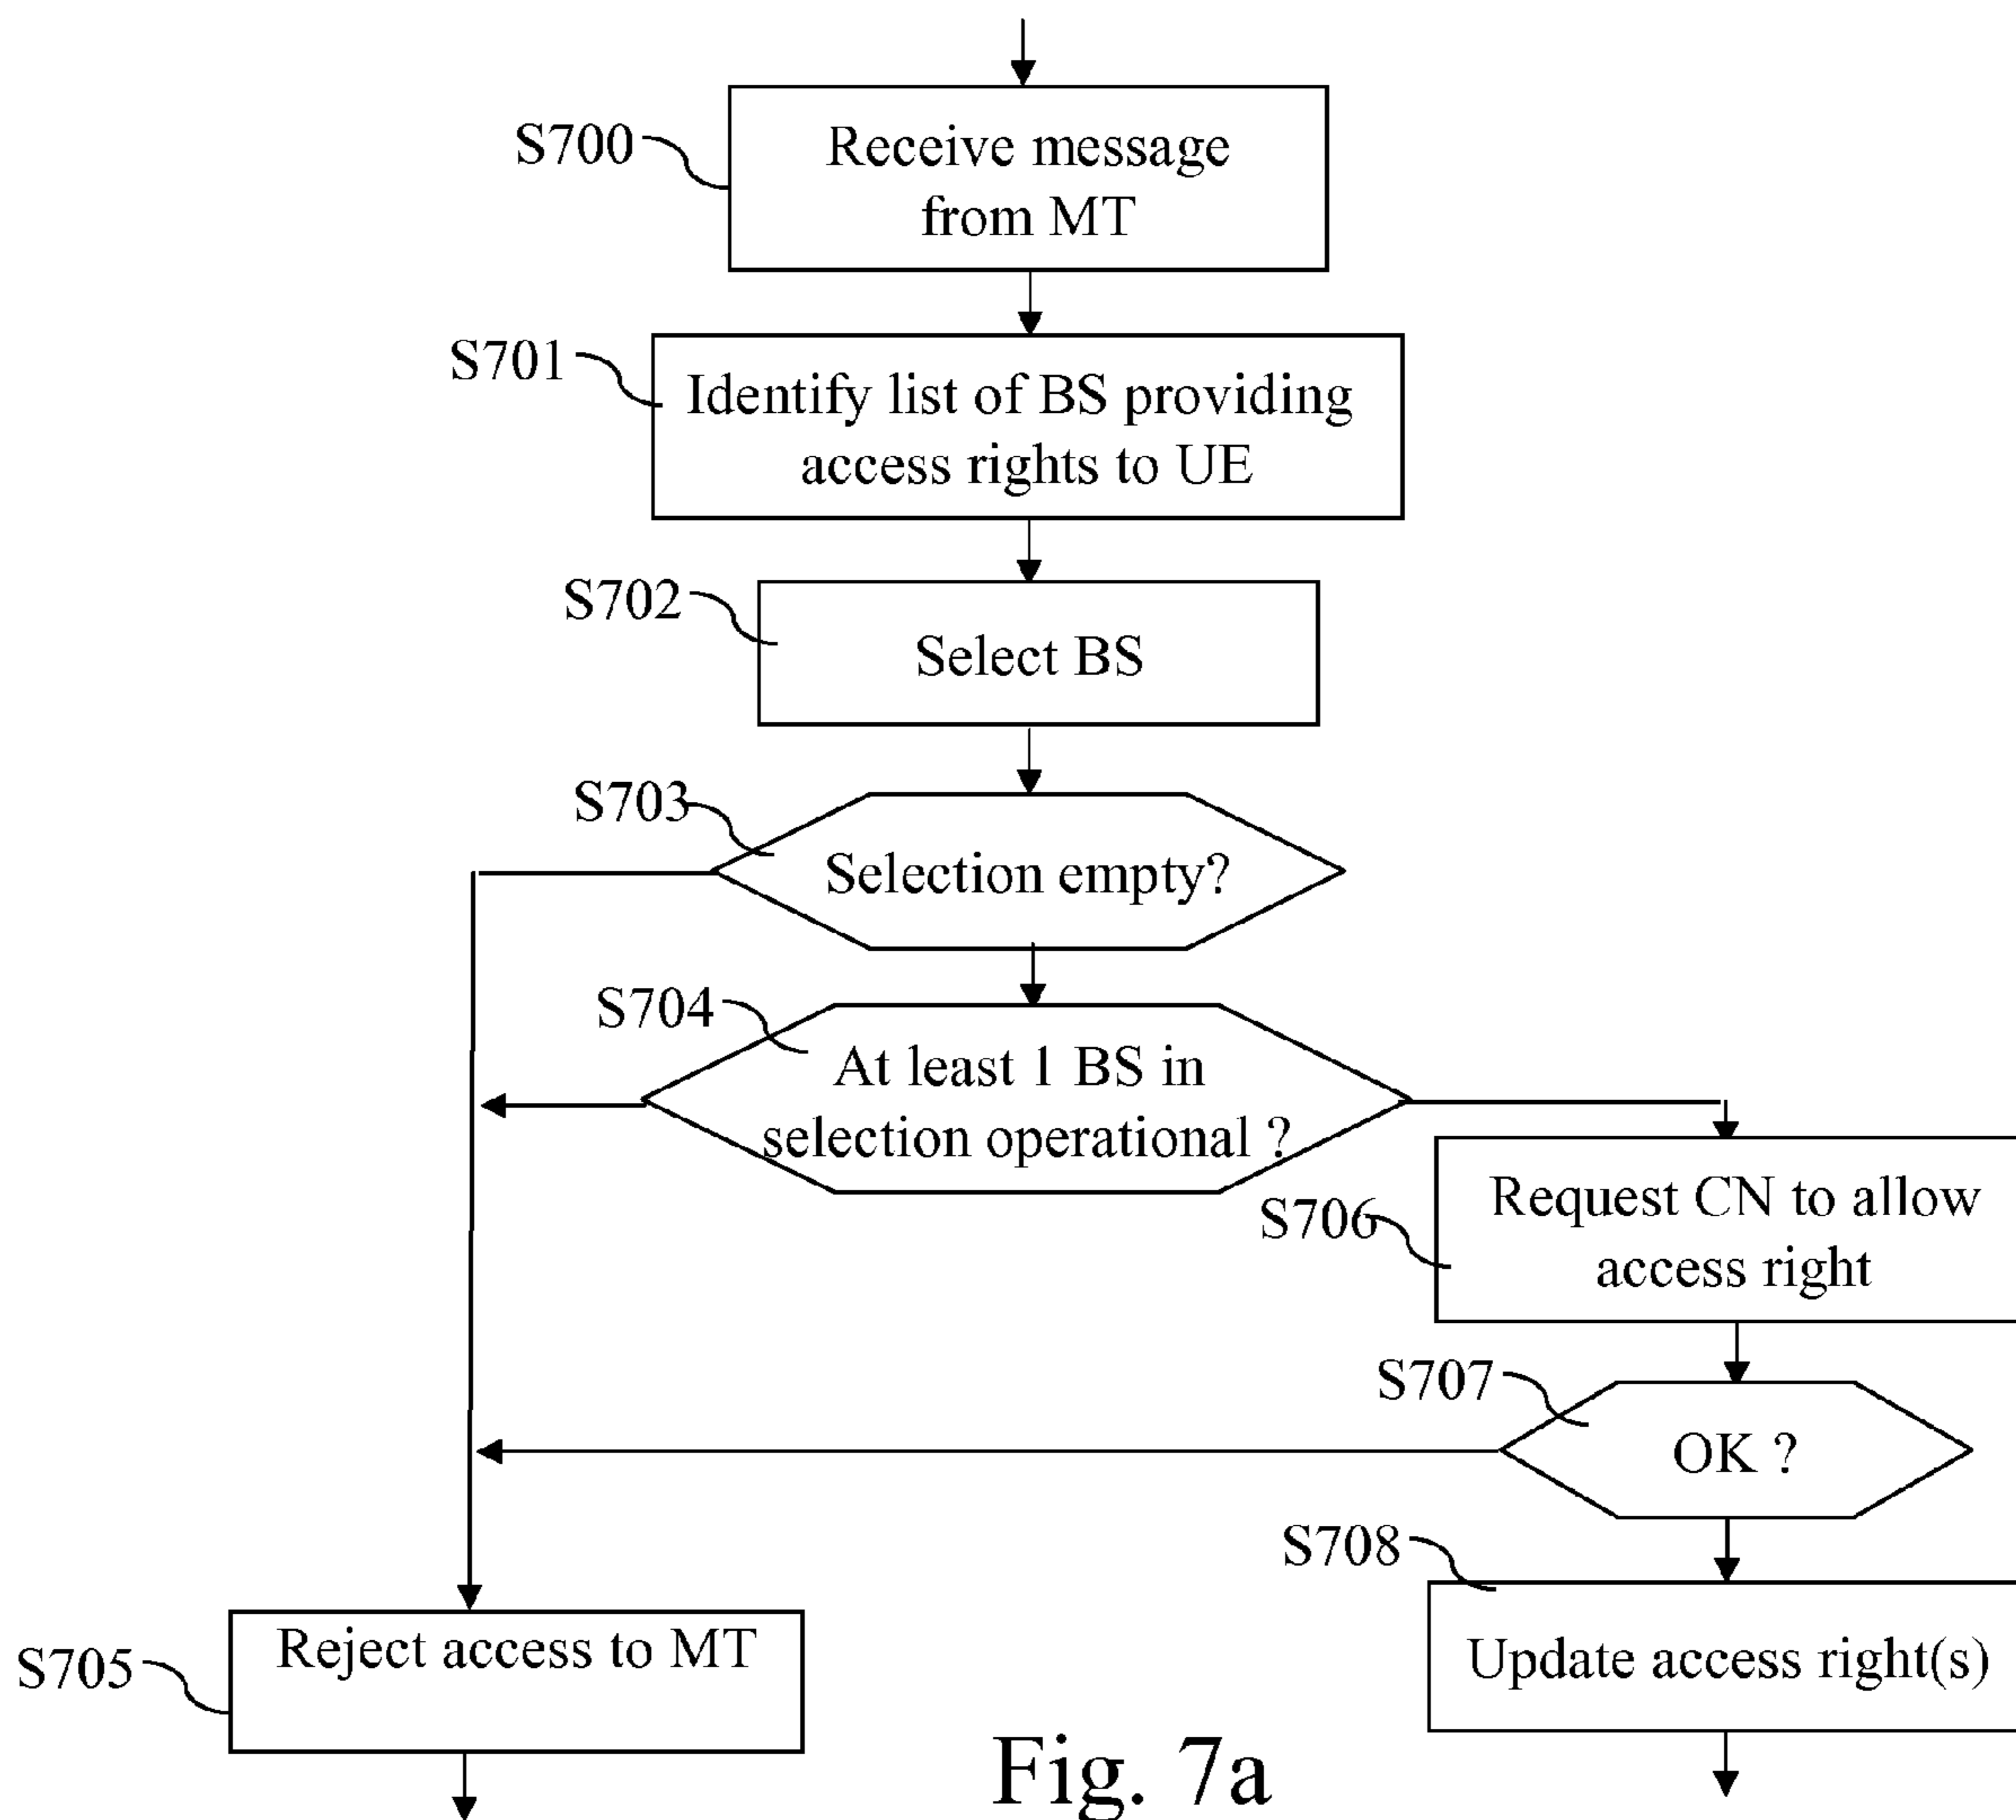 S700
Receive message
from MT
S701
Identify list of BS providing
access rights to UE
S702
Select BS
S703
Selection empty?
S704
At least 1 BS in
selection operational ?
S706
Request CN to allow
access right
S707
OK ?
S708
Update access right(s)
S705
Reject access to MT
Fig. 7a